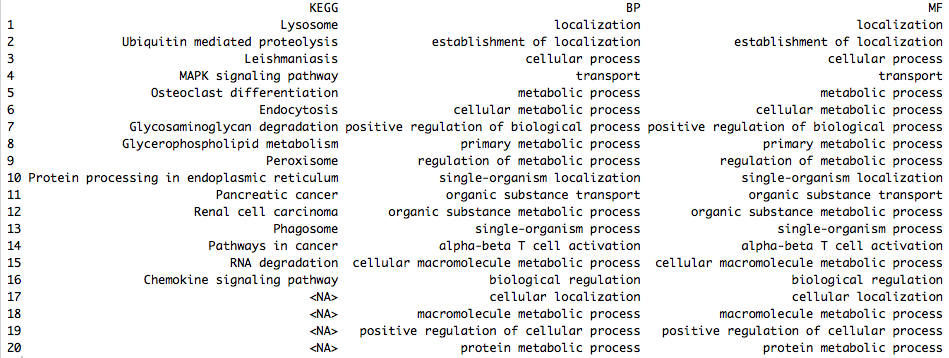 KEGG BP MF
1 Lysosome localization localization
2 Ubiquitin mediated proteolysis establishment of localization establishment of localization
3 Leishmaniasis cellular process cellular process
4 MAPK signaling pathway transport transport
5 Osteoclast differentiation metabolic process metabolic process
6 Endocytosis cellular metabolic process cellular metabolic process
7 Glycosaminoglycan degradation positive regulation of biological process positive regulation of biological process
8 Glycerophospholipid metabolism primary metabolic process primary metabolic process
9 Peroxisome regulation of metabolic process regulation of metabolic process
10 Protein processing in endoplasmic reticulum single-organism localization single-organism localization
11 Pancreatic cancer organic substance transport organic substance transport
12 Renal cell carcinoma organic substance metabolic process organic substance metabolic process
13 Phagosome single-organism process single-organism process
14 Pathways in cancer alpha-beta T cell activation alpha-beta T cell activation
15 RNA degradation cellular macromolecule metabolic process cellular macromolecule metabolic process
16 Chemokine signaling pathway biological regulation biological regulation
17 <NA> cellular localization cellular localization
18 <NA> macromolecule metabolic process macromolecule metabolic process
19 <NA> positive regulation of cellular process positive regulation of cellular process
20 <NA> protein metabolic process protein metabolic process